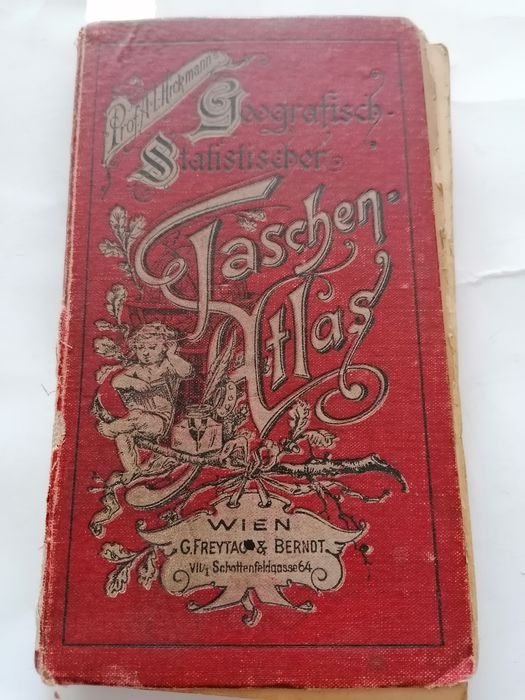 Prof. A. L. Hickmann
Geografisch-
Statistischer
Taschen-
Atlas
WIEN
G. FREYTAG & BERNDT
VII/1 Schottenfeldgasse 64